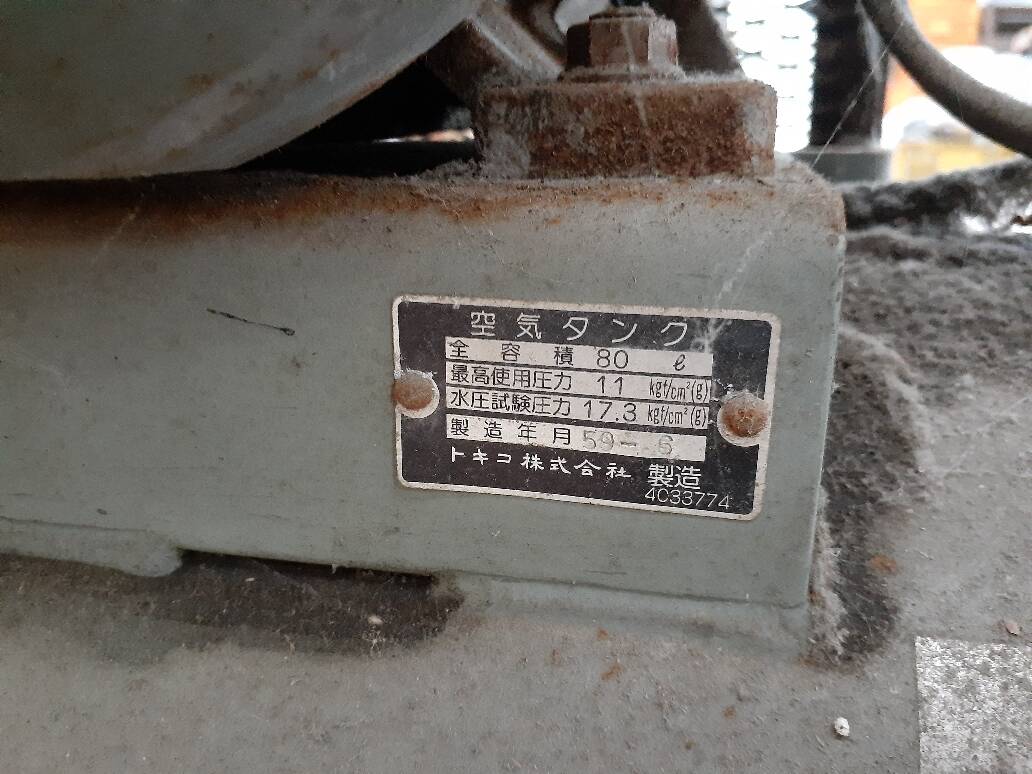 空気タンク
全容積 80 ℓ
最高使用圧力 11 kgf/cm²(g)
水圧試験圧力 17.3 kgf/cm²(g)
製造年月 59-6
トキコ株式会社 製造
4C33774